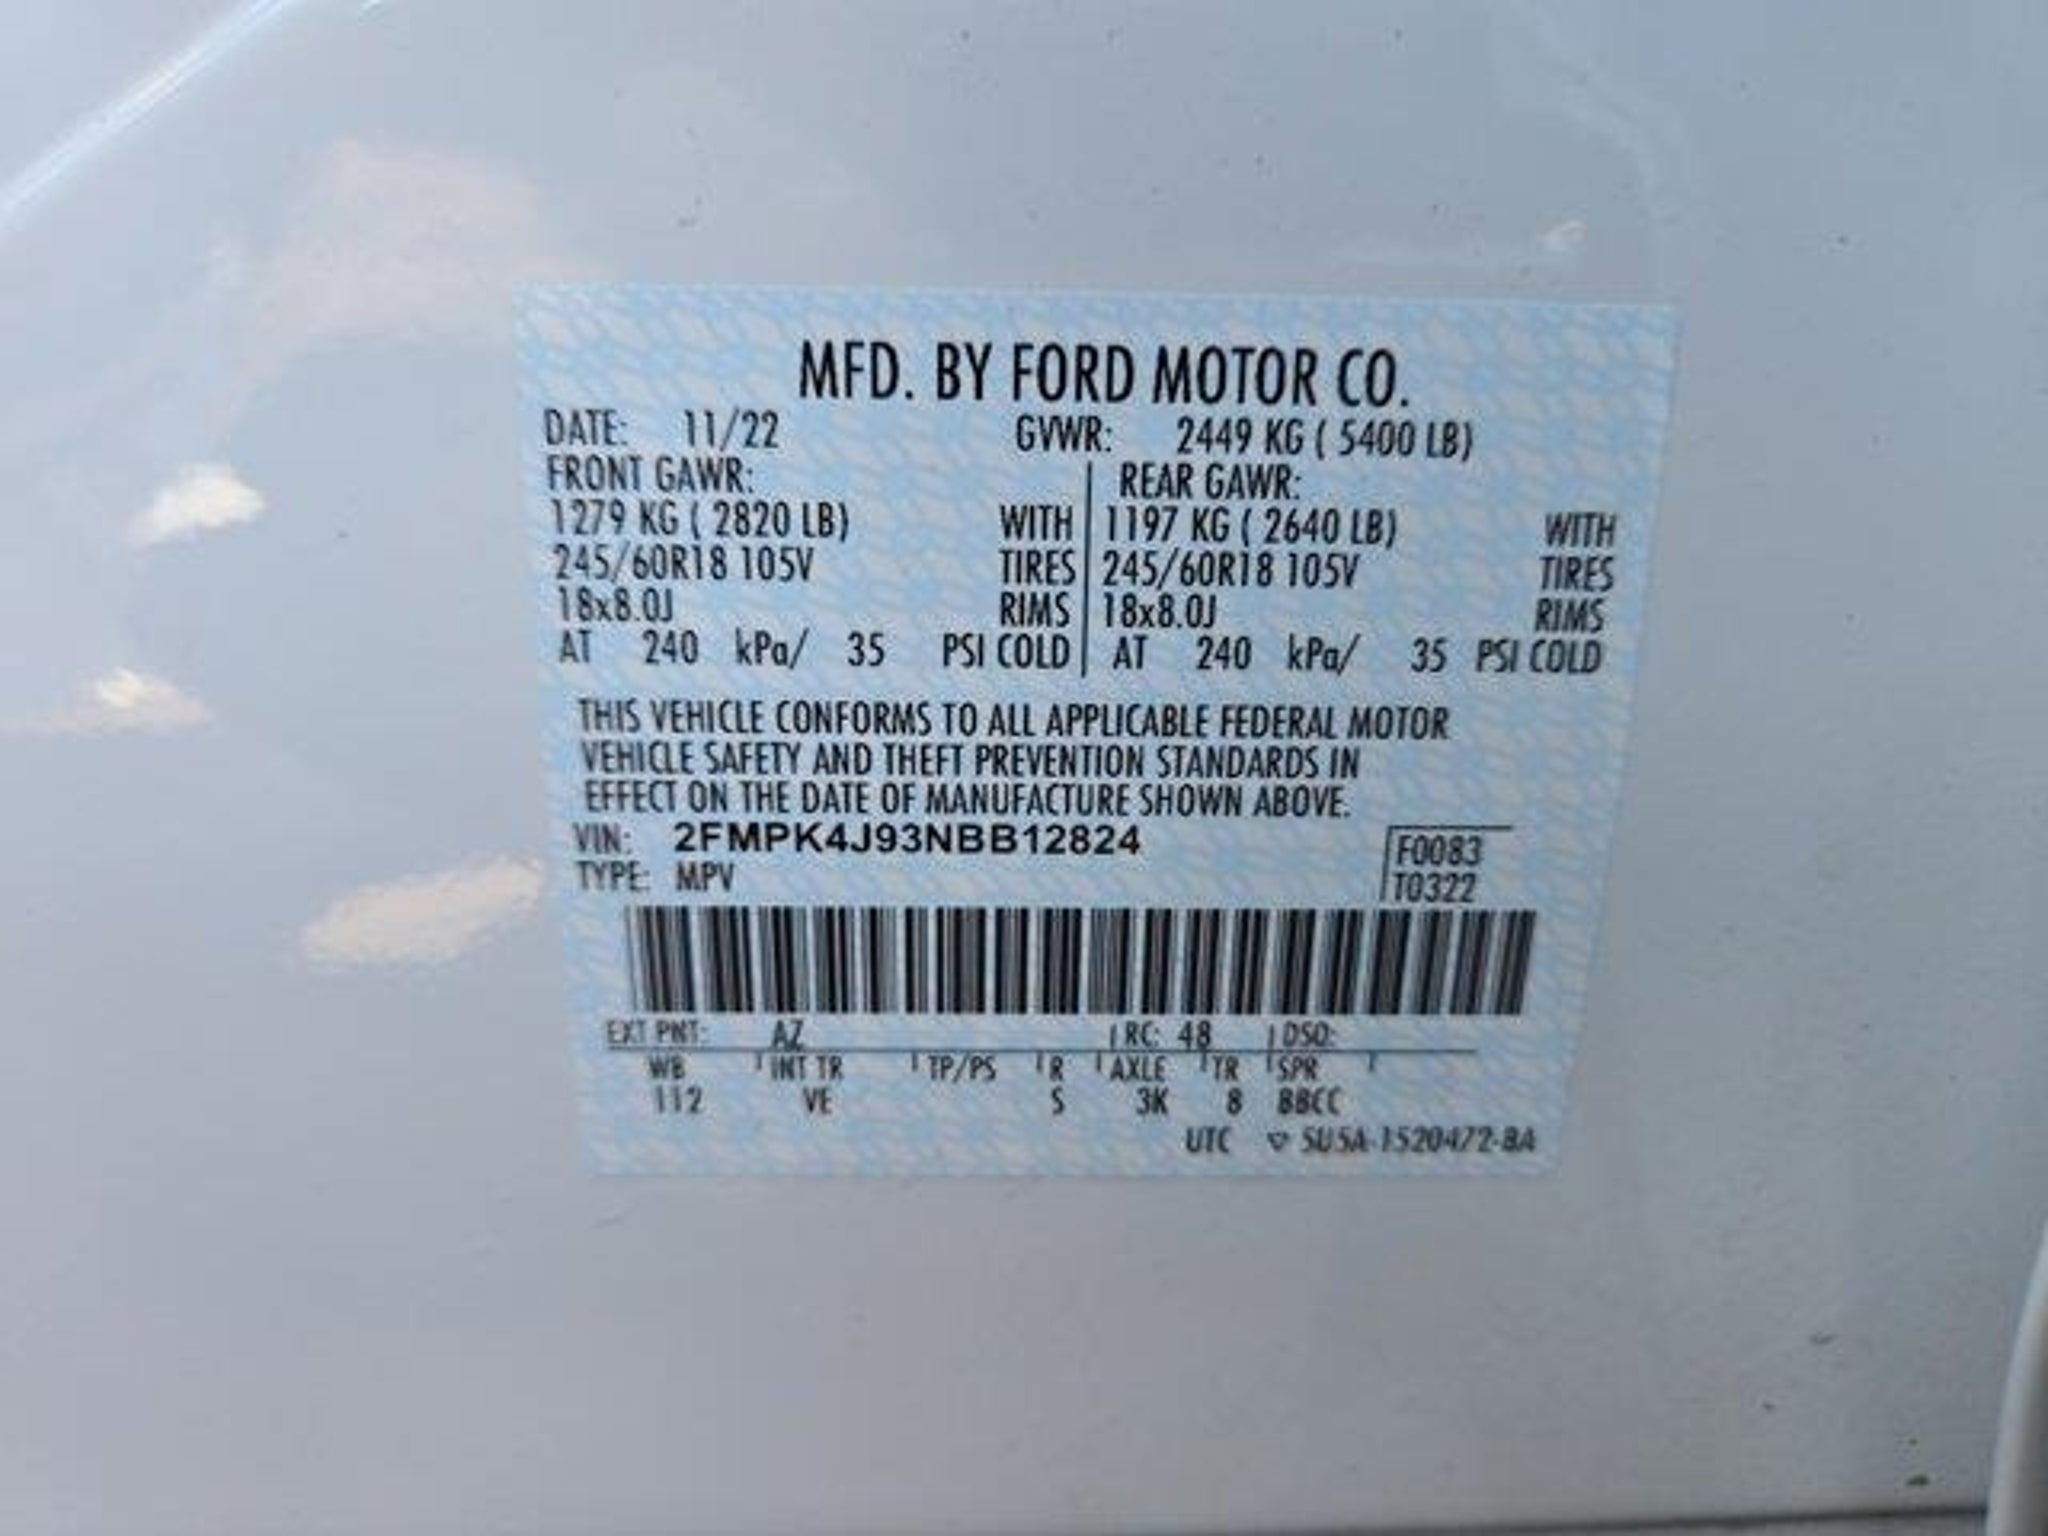 MFD. BY FORD MOTOR CO.
DATE: 11/22 GVWR: 2449 KG ( 5400 LB)
FRONT GAWR: REAR GAWR:
1279 KG ( 2820 LB) WITH 1197 KG ( 2640 LB) WITH
245/60R18 105V TIRES 245/60R18 105V TIRES
18x8.0J RIMS 18x8.0J RIMS
AT 240 kPa/ 35 PSI COLD AT 240 kPa/ 35 PSI COLD
THIS VEHICLE CONFORMS TO ALL APPLICABLE FEDERAL MOTOR
VEHICLE SAFETY AND THEFT PREVENTION STANDARDS IN
EFFECT ON THE DATE OF MANUFACTURE SHOWN ABOVE.
VIN: 2FMPK4J93NBB12824
F0083
TYPE: MPV
T0322
EXT PNT: AZ RC: 48 DSO:
WB INT TR TP/PS R AXLE TR SPR
112 VE S 3K 8 BBCC
UTC 5U5A-1520472-BA